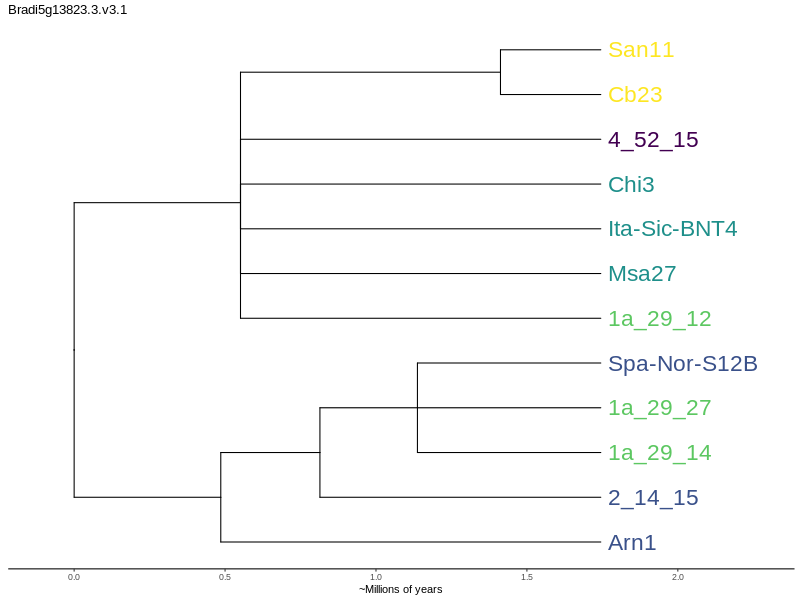 Bradi5g13823.3.v3.1
San11
Cb23
4_52_15
Chi3
Ita-Sic-BNT4
Msa27
1a_29_12
Spa-Nor-S12B
1a_29_27
1a_29_14
2_14_15
Arn1
0.0 0.5 1.0 1.5 2.0
~Millions of years